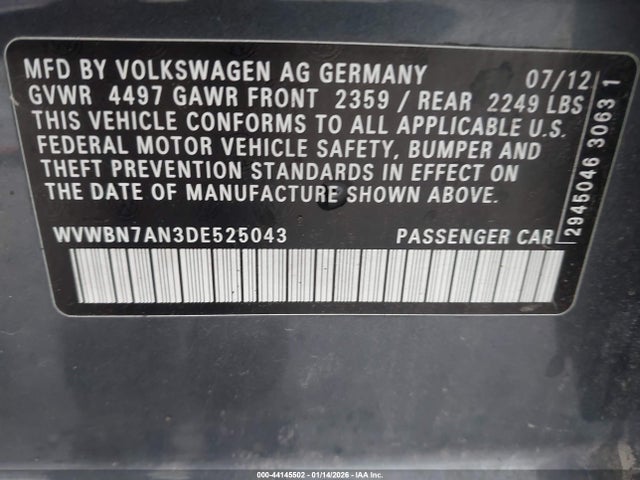 MFD BY VOLKSWAGEN AG GERMANY 07/12
GVWR 4497 GAWR FRONT 2359 / REAR 2249 LBS
THIS VEHICLE CONFORMS TO ALL APPLICABLE U.S.
FEDERAL MOTOR VEHICLE SAFETY, BUMPER AND
THEFT PREVENTION STANDARDS IN EFFECT ON
THE DATE OF MANUFACTURE SHOWN ABOVE.
WVWBN7AN3DE525043 PASSENGER CAR
2945046 3063 1
000-44145502 - 01/14/2026 - IAA Inc.